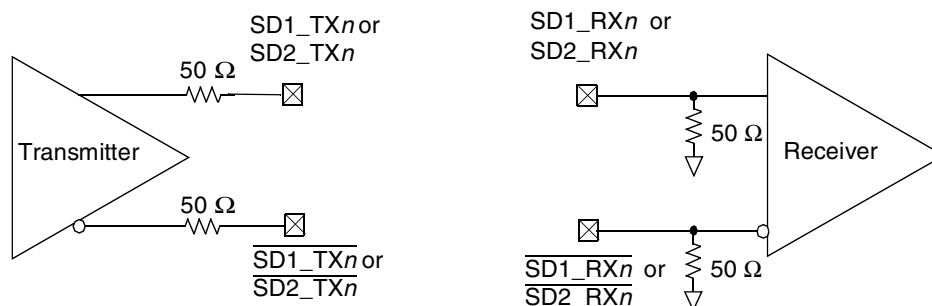 SD1_TXn or
SD2_TXn
50 Ω
Transmitter
50 Ω
SD1_TXn or
SD2_TXn
SD1_RXn or
SD2_RXn
50 Ω
Receiver
SD1_RXn or
SD2_RXn
50 Ω